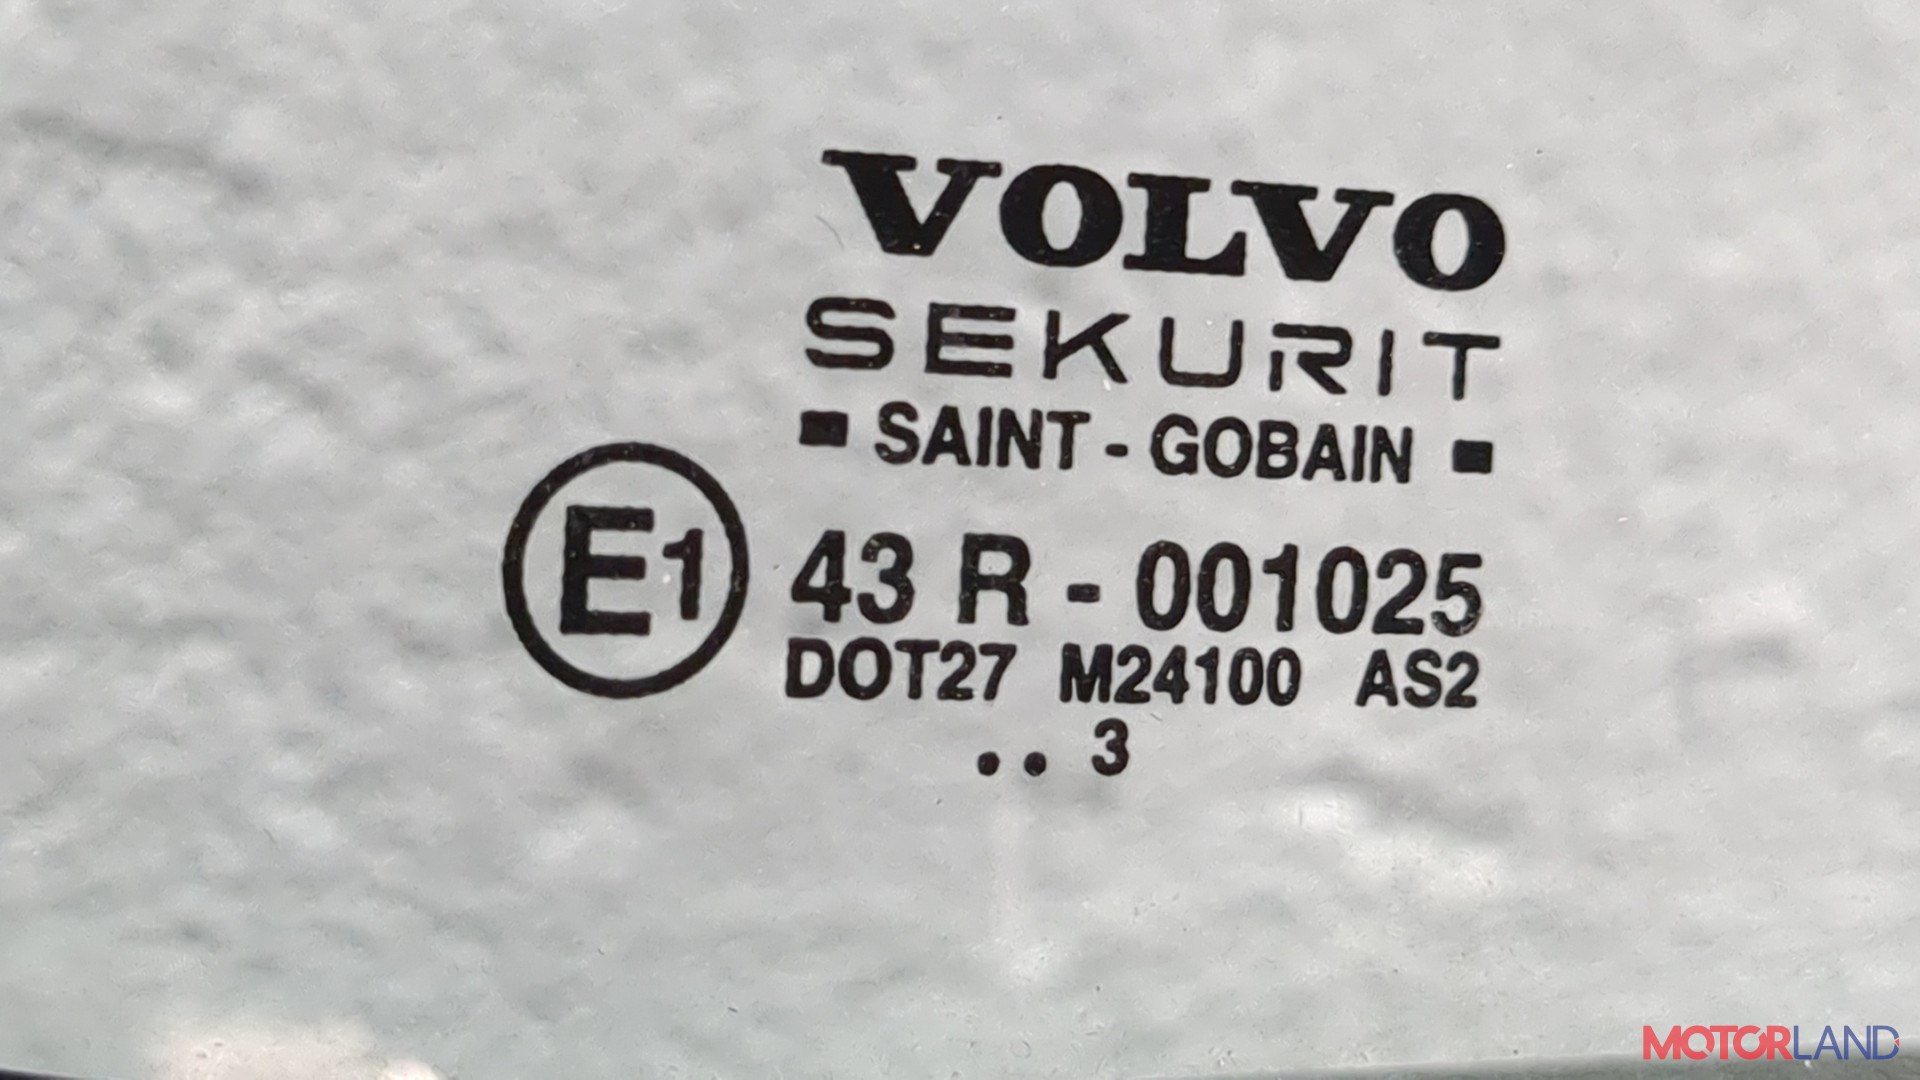 VOLVO
SEKURIT
▪ SAINT - GOBAIN ▪
E1 43 R - 001025
DOT27 M24100 AS2
. . 3
MOTORLAND